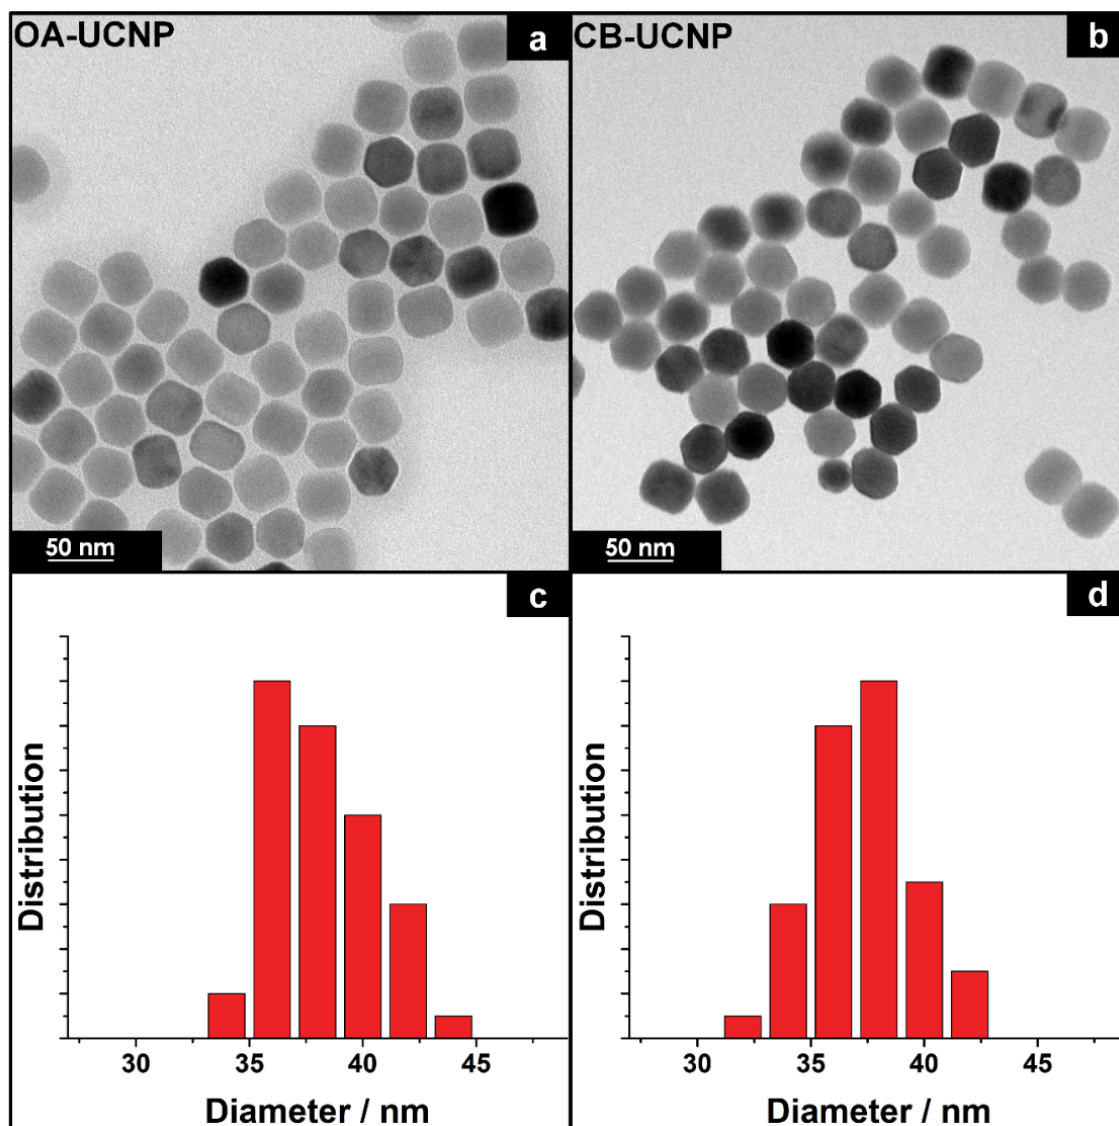 OA-UCNP
a
CB-UCNP
b
50 nm
50 nm
c
d
Distribution
Distribution
30 35 40 45
30 35 40 45
Diameter / nm
Diameter / nm